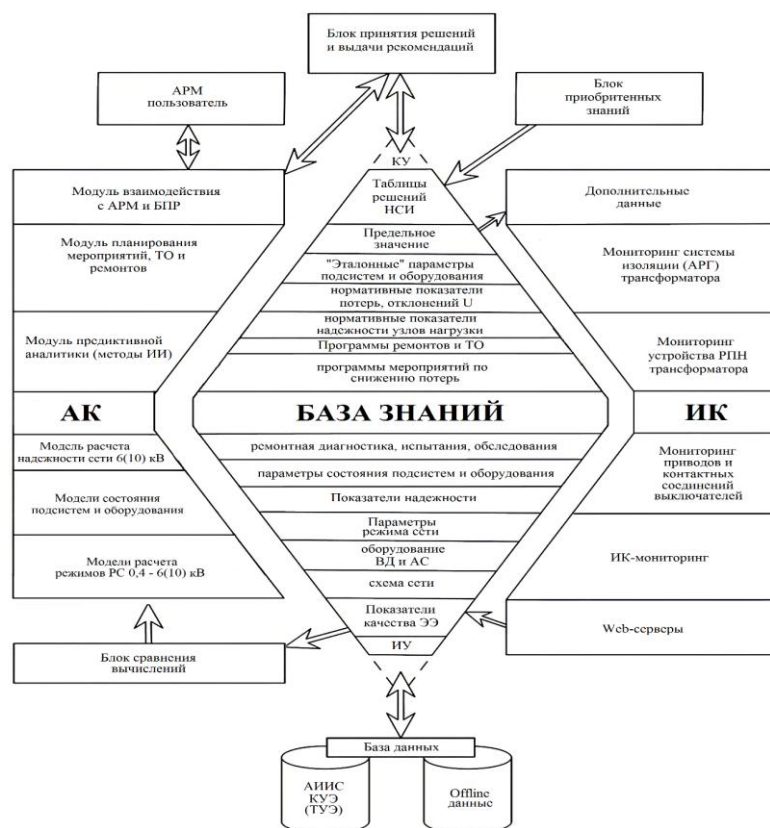 Блок принятия решений
и выдачи рекомендаций
АРМ
пользователь
Блок
приобритенных
знаний
КУ
Модуль взаимодействия
с АРМ и БПР
Модуль планирования
мероприятий, ТО и
ремонтов
Модуль предиктивной
аналитики (методы ИИ)
АК
Модель расчета
надежности сети 6(10) кВ
Модели состояния
подсистем и оборудования
Модели расчета
режимов РС 0,4 - 6(10) кВ
Блок сравнения
вычислений
Таблицы
решений
НСИ
Предельное
значение
"Эталонные" параметры
подсистем и оборудования
нормативные показатели
потерь, отклонений U
нормативные показатели
надежности узлов нагрузки
Программы ремонтов и ТО
программы мероприятий по
снижению потерь
БАЗА ЗНАНИЙ
ремонтная диагностика, испытания, обследования
параметры состояния подсистем и оборудования
Показатели надежности
Параметры
режима сети
оборудование
ВД и АС
схема сети
Показатели
качества ЭЭ
ИУ
Дополнительные
данные
Мониторинг системы
изоляции (АРГ)
трансформатора
Мониторинг
устройства РПН
трансформатора
ИК
Мониторинг
приводов и
контактных
соединений
выключателей
ИК-мониторинг
Web-серверы
База данных
АИИС
КУЭ
(ТУЭ)
Offline
данные